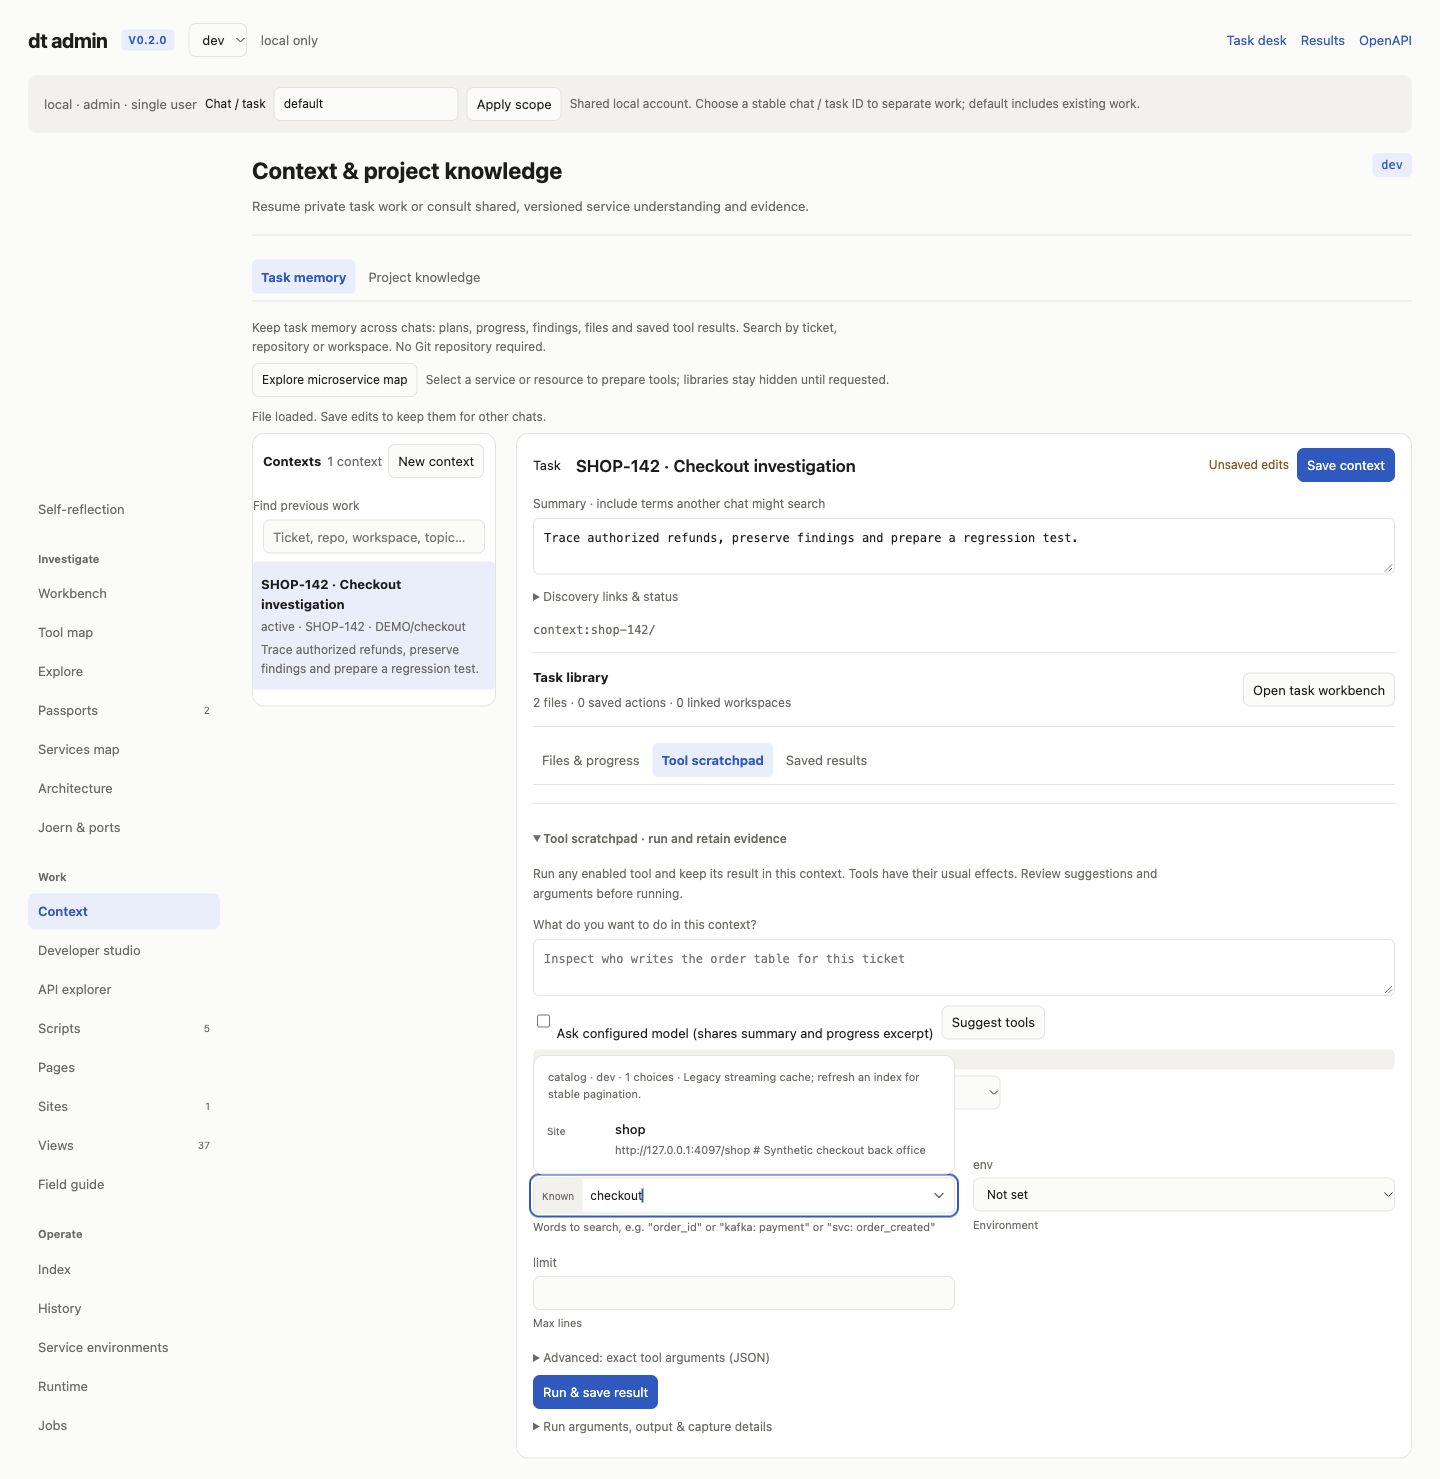 dt admin V0.2.0 dev local only Task desk Results OpenAPI
local · admin · single user Chat / task default Apply scope Shared local account. Choose a stable chat / task ID to separate work; default includes existing work.
Context & project knowledge dev
Resume private task work or consult shared, versioned service understanding and evidence.
Task memory Project knowledge
Keep task memory across chats: plans, progress, findings, files and saved tool results. Search by ticket,
repository or workspace. No Git repository required.
Explore microservice map Select a service or resource to prepare tools; libraries stay hidden until requested.
File loaded. Save edits to keep them for other chats.
Self-reflection
Investigate
Workbench
Tool map
Explore
Passports 2
Services map
Architecture
Joern & ports
Work
Context
Developer studio
API explorer
Scripts 5
Pages
Sites 1
Views 37
Field guide
Operate
Index
History
Service environments
Runtime
Jobs
Contexts 1 context New context
Find previous work
Ticket, repo, workspace, topic...
SHOP-142 · Checkout
investigation
active · SHOP-142 · DEMO/checkout
Trace authorized refunds, preserve
findings and prepare a regression test.
Task SHOP-142 · Checkout investigation Unsaved edits Save context
Summary · include terms another chat might search
Trace authorized refunds, preserve findings and prepare a regression test.
Discovery links & status
context:shop-142/
Task library
2 files · 0 saved actions · 0 linked workspaces
Open task workbench
Files & progress Tool scratchpad Saved results
Tool scratchpad · run and retain evidence
Run any enabled tool and keep its result in this context. Tools have their usual effects. Review suggestions and
arguments before running.
What do you want to do in this context?
Inspect who writes the order table for this ticket
Ask configured model (shares summary and progress excerpt) Suggest tools
catalog · dev · 1 choices · Legacy streaming cache; refresh an index for
stable pagination.
Site shop
http://127.0.0.1:4097/shop # Synthetic checkout back office
Known checkout
Words to search, e.g. "order_id" or "kafka: payment" or "svc: order_created"
env
Not set
Environment
limit
Max lines
Advanced: exact tool arguments (JSON)
Run & save result
Run arguments, output & capture details